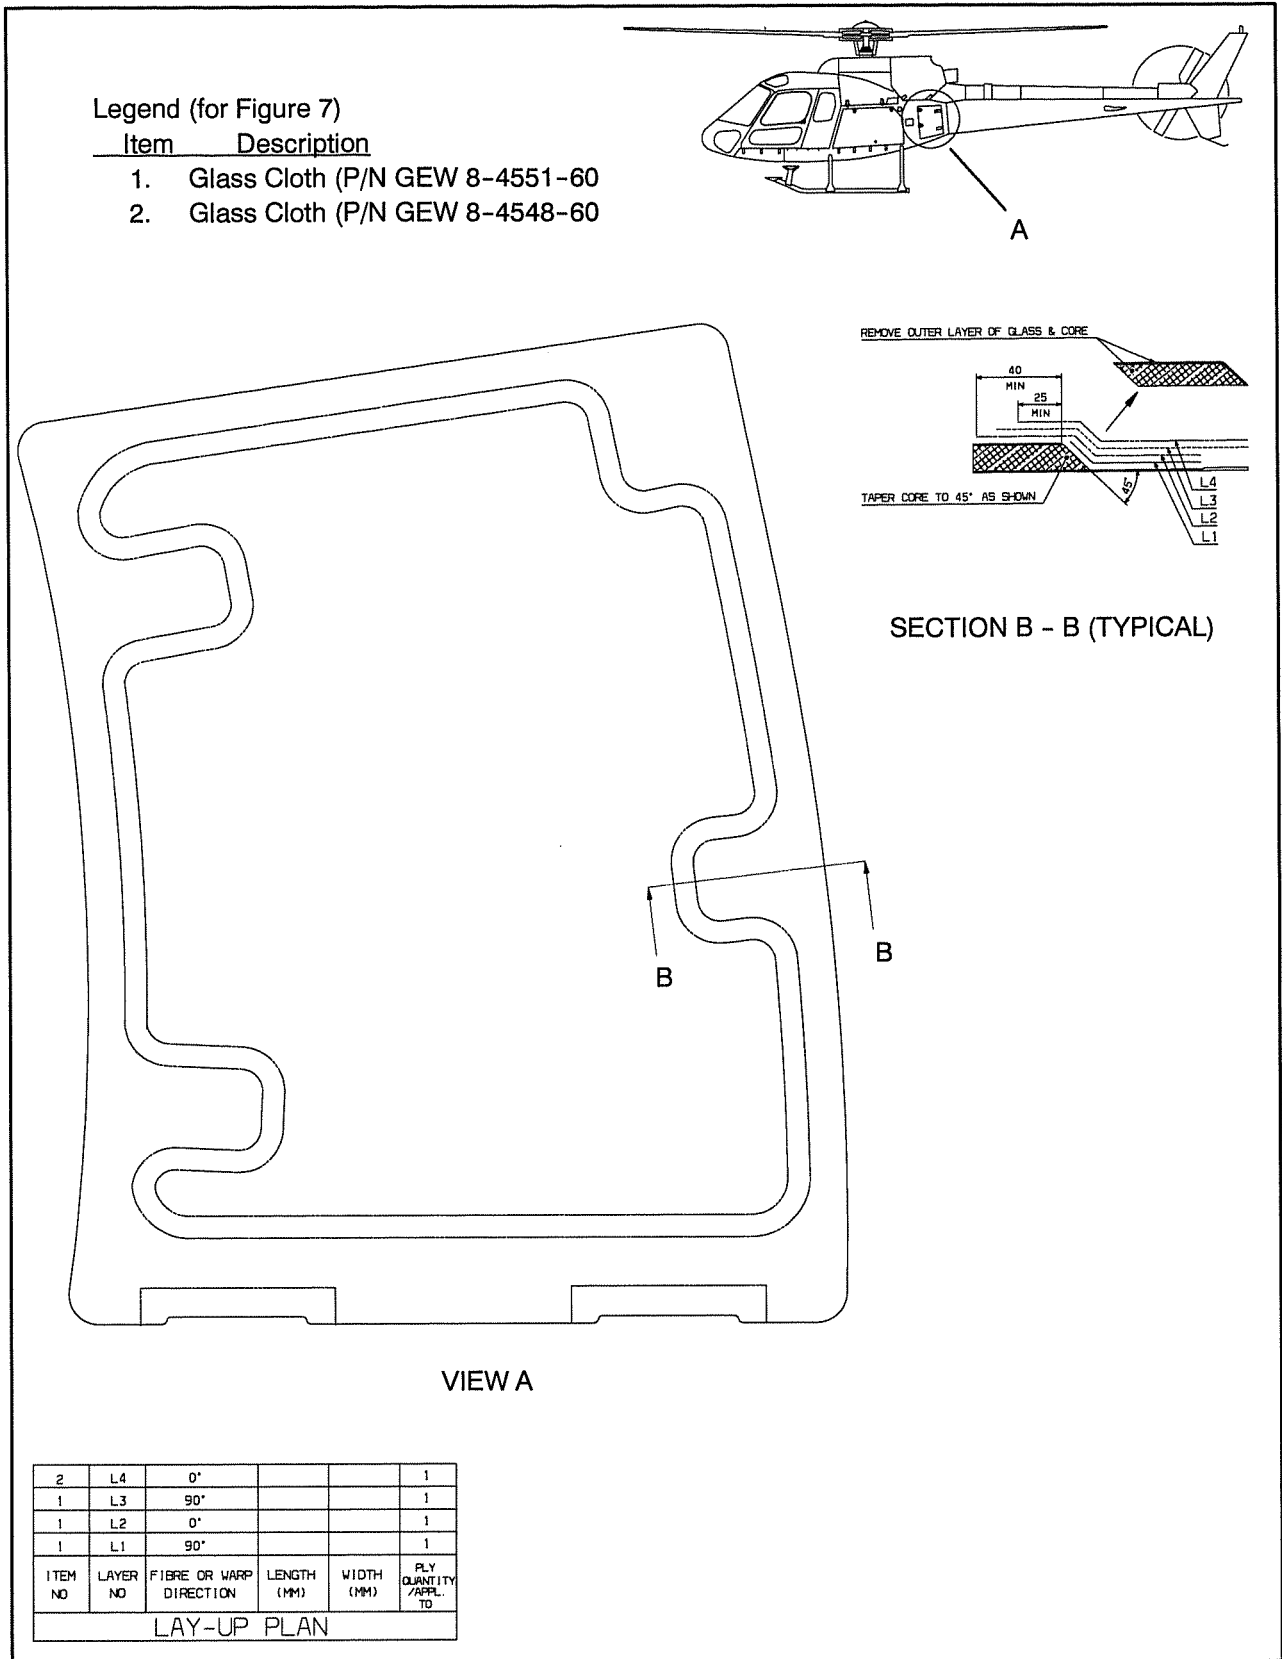 Legend (for Figure 7)
Item Description
1. Glass Cloth (P/N GEW 8-4551-60
2. Glass Cloth (P/N GEW 8-4548-60
A
REMOVE OUTER LAYER OF GLASS & CORE
40
MIN
25
MIN
TAPER CORE TO 45° AS SHOWN
45°
L4
L3
L2
L1
SECTION B - B (TYPICAL)
B
B
VIEW A
2 L4 0° 1
1 L3 90° 1
1 L2 0° 1
1 L1 90° 1
ITEM NO LAYER NO FIBRE OR WARP DIRECTION LENGTH (MM) WIDTH (MM) PLY QUANTITY /APPL. TO
LAY-UP PLAN